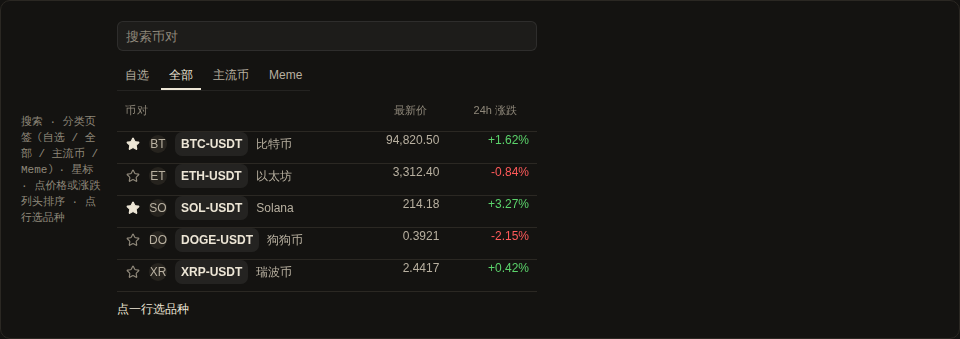 搜索 · 分类页
签（自选 / 全
部 / 主流币 /
Meme）· 星标
· 点价格或涨跌
列头排序 · 点
行选品种
搜索币对
自选 全部 主流币 Meme
币对 最新价 24h 涨跌
BT BTC-USDT 比特币 94,820.50 +1.62%
ET ETH-USDT 以太坊 3,312.40 -0.84%
SO SOL-USDT Solana 214.18 +3.27%
DO DOGE-USDT 狗狗币 0.3921 -2.15%
XR XRP-USDT 瑞波币 2.4417 +0.42%
点一行选品种